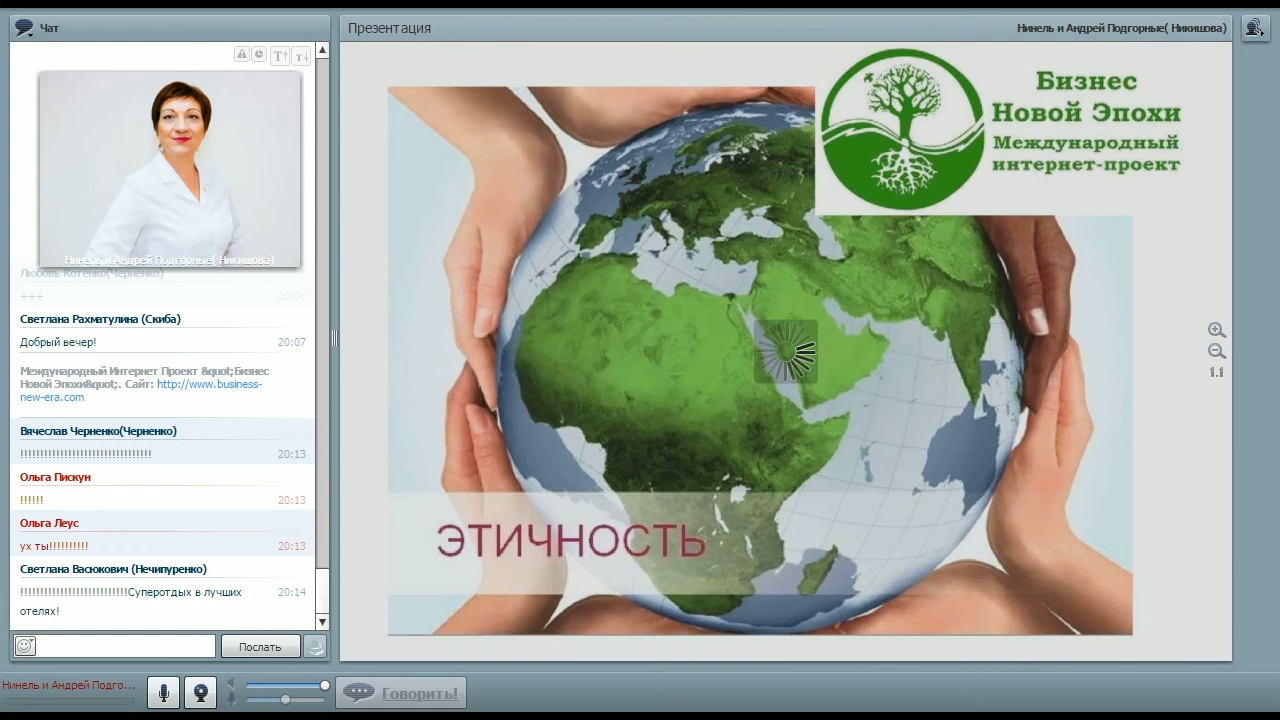 Чат
Презентация
Нинель и Андрей Подгорные( Никишова)
Нинель и Андрей Подгорные( Никишова)
Любовь Котенко(Черненко)
+++ 20:06
Светлана Рахматулина (Скиба)
Добрый вечер! 20:07
Международный Интернет Проект &quot;Бизнес
Новой Эпохи&quot;. Сайт: http://www.business-
new-era.com
Вячеслав Черненко(Черненко)
!!!!!!!!!!!!!!!!!!!!!!!!!!!!!!!!! 20:13
Ольга Пискун
!!!!!! 20:13
Ольга Леус
ух ты!!!!!!!!!! 20:13
Светлана Васюкович (Нечипуренко)
!!!!!!!!!!!!!!!!!!!!!!!!!!!Суперотдых в лучших 20:14
отелях!
Послать
Бизнес
Новой Эпохи
Международный
интернет-проект
ЭТИЧНОСТЬ
1.1
Нинель и Андрей Подго...
Говорить!